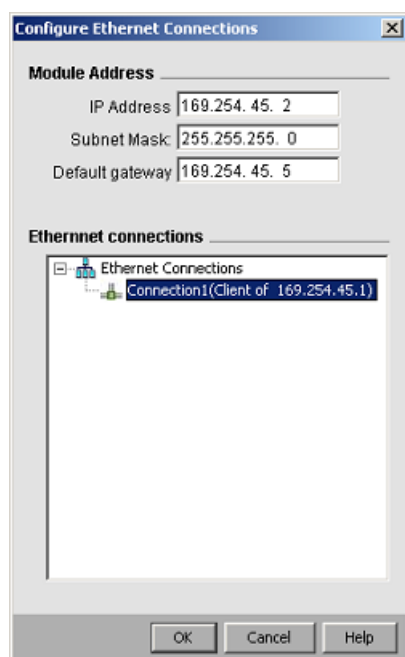 Configure Ethernet Connections
Module Address
IP Address 169.254. 45. 2
Subnet Mask: 255.255.255. 0
Default gateway 169.254. 45. 5
Ethernnet connections
Ethernet Connections
Connection1(Client of 169.254.45.1)
OK Cancel Help